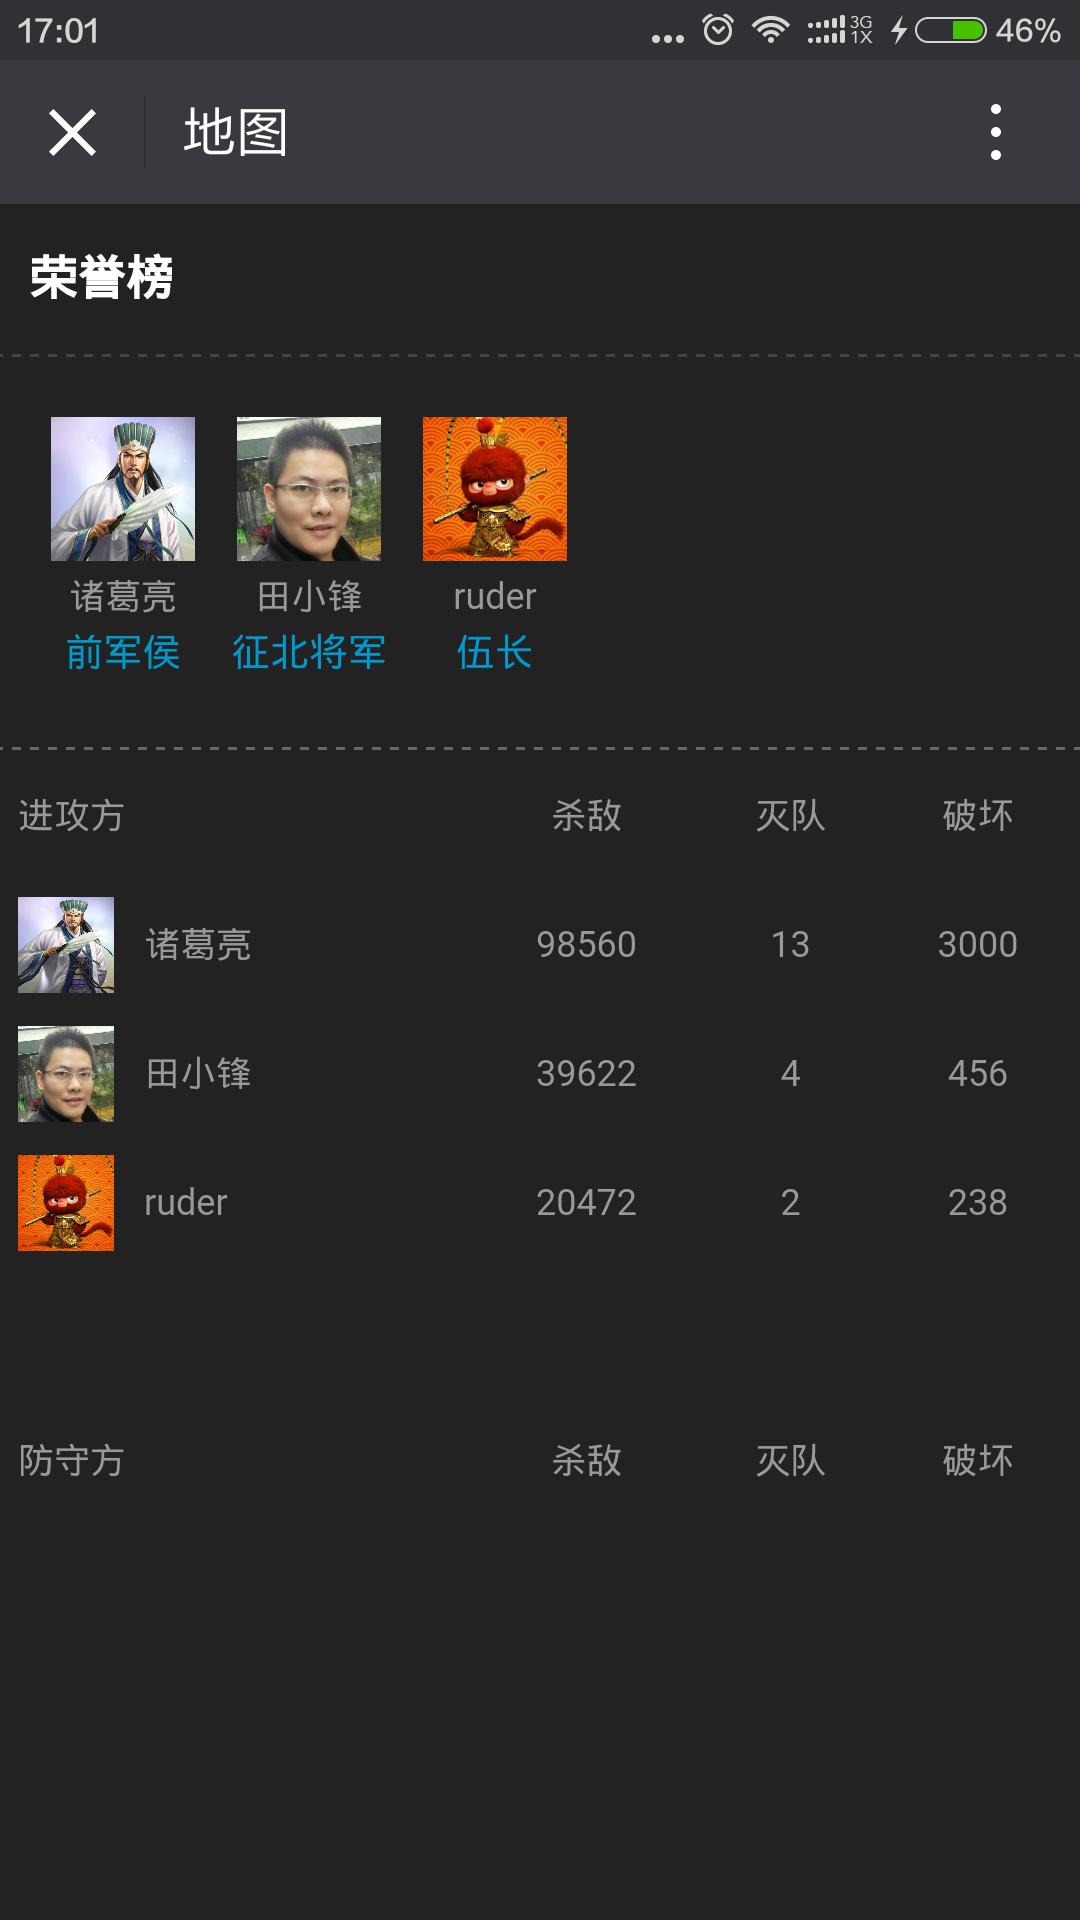 17:01 3G 1X 46%
地图
荣誉榜
诸葛亮 田小锋 ruder
前军侯 征北将军 伍长
进攻方 杀敌 灭队 破坏
诸葛亮 98560 13 3000
田小锋 39622 4 456
ruder 20472 2 238
防守方 杀敌 灭队 破坏